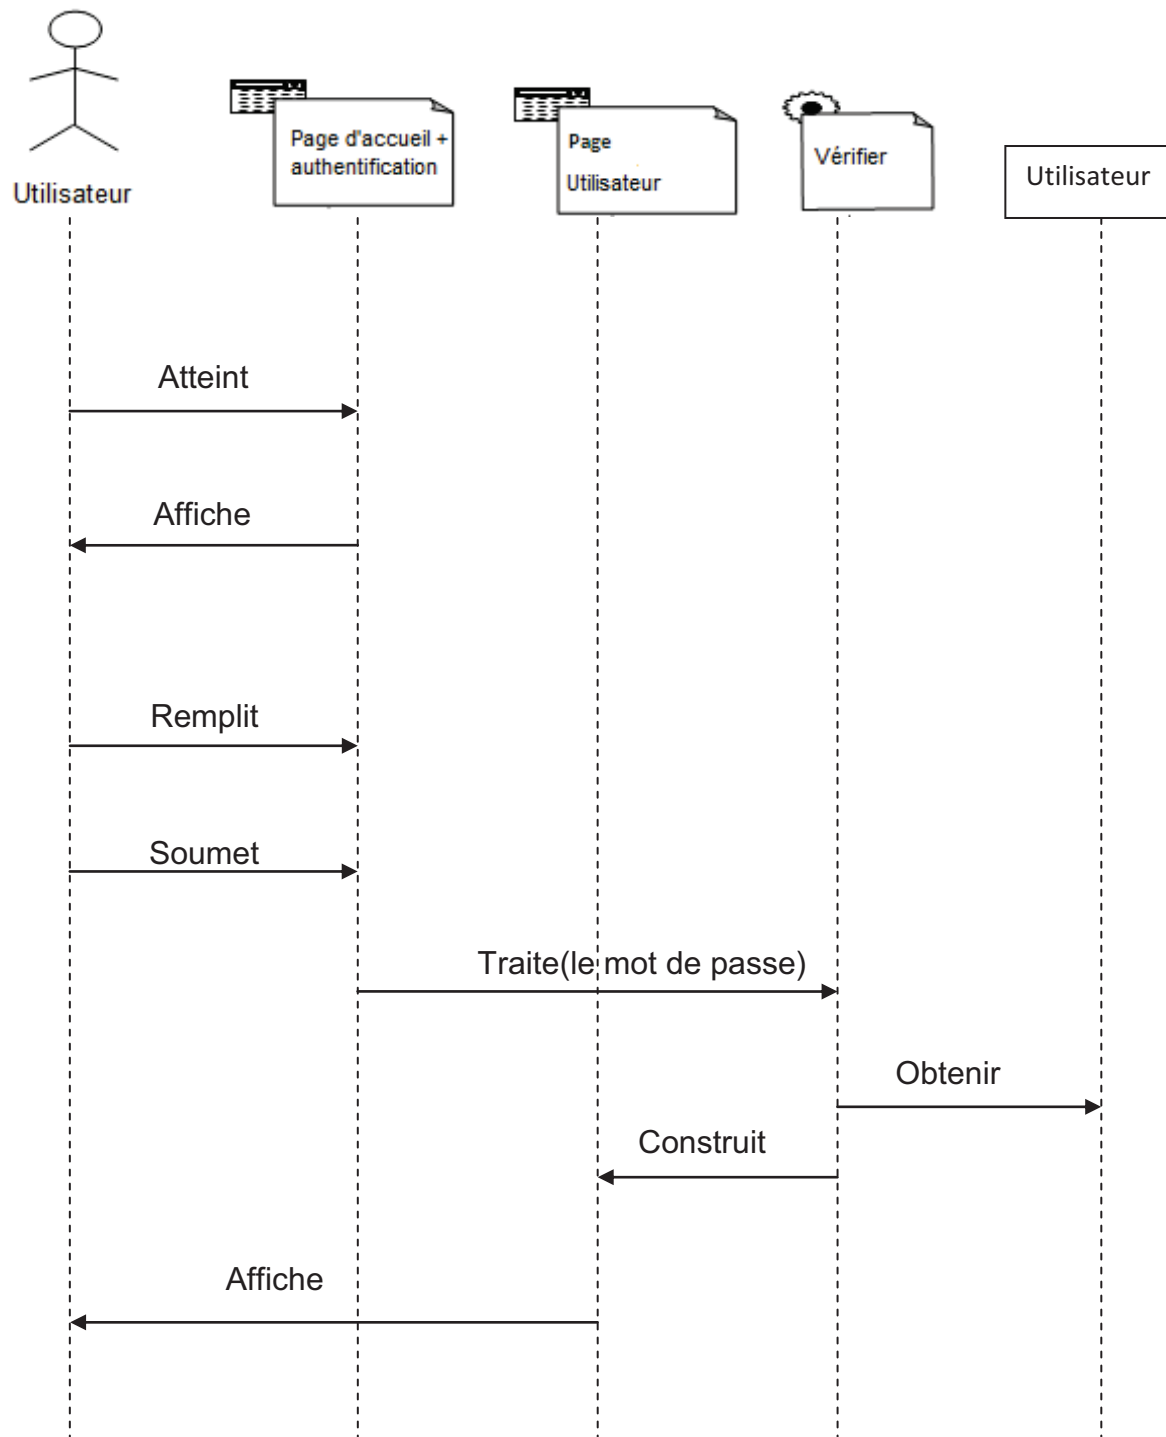 Utilisateur
Page d'accueil +
authentification
Page
Utilisateur
Vérifier
Utilisateur
Atteint
Affiche
Remplit
Soumet
Traite(le mot de passe)
Obtenir
Construit
Affiche